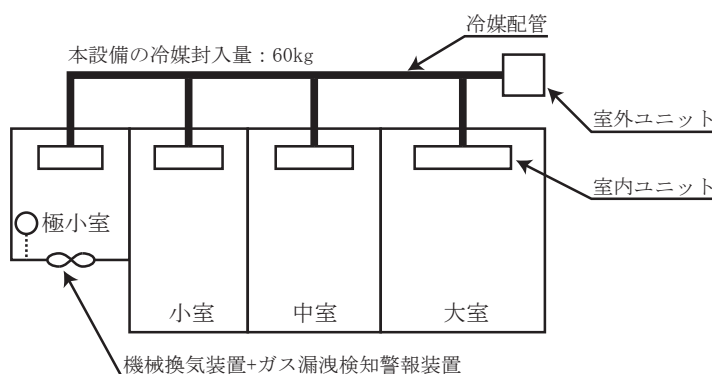 冷媒配管
本設備の冷媒封入量：60kg
室外ユニット
室内ユニット
極小室
小室
中室
大室
機械換気装置+ガス漏洩検知警報装置